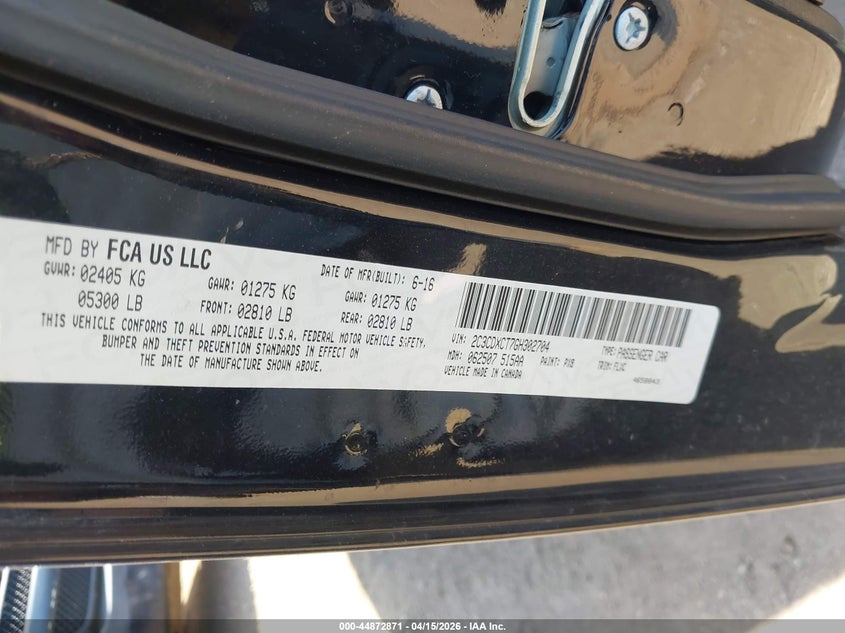 MFD BY FCA US LLC
DATE OF MFR(BUILT): 6-16
GVWR: 02405 KG
GAWR: 01275 KG
GAWR: 01275 KG
05300 LB
FRONT: 02810 LB
REAR: 02810 LB
THIS VEHICLE CONFORMS TO ALL APPLICABLE U.S.A. FEDERAL MOTOR VEHICLE SAFETY,
BUMPER AND THEFT PREVENTION STANDARDS IN EFFECT ON
THE DATE OF MANUFACTURE SHOWN ABOVE.
VIN: 2C3CDXCT7GH302704
TYPE: PASSENGER CAR
MDH: 062507 515AA
PAINT: PX8
TRIM: FLVC
VEHICLE MADE IN CANADA
000-44872871 - 04/15/2026 - IAA Inc.